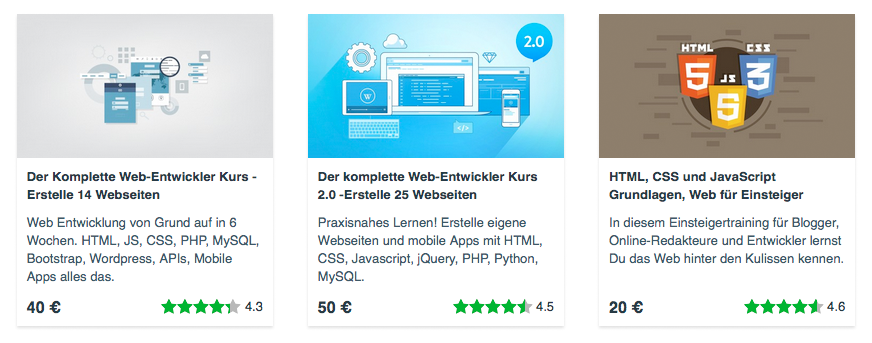 2.0
HTML
CSS
JS
5
3
5
Der Komplette Web-Entwickler Kurs -
Erstelle 14 Webseiten
Web Entwicklung von Grund auf in 6
Wochen. HTML, JS, CSS, PHP, MySQL,
Bootstrap, Wordpress, APIs, Mobile
Apps alles das.
40 €
4.3
Der komplette Web-Entwickler Kurs
2.0 -Erstelle 25 Webseiten
Praxisnahes Lernen! Erstelle eigene
Webseiten und mobile Apps mit HTML,
CSS, Javascript, jQuery, PHP, Python,
MySQL.
50 €
4.5
HTML, CSS und JavaScript
Grundlagen, Web für Einsteiger
In diesem Einsteigertraining für Blogger,
Online-Redakteure und Entwickler lernst
Du das Web hinter den Kulissen kennen.
20 €
4.6